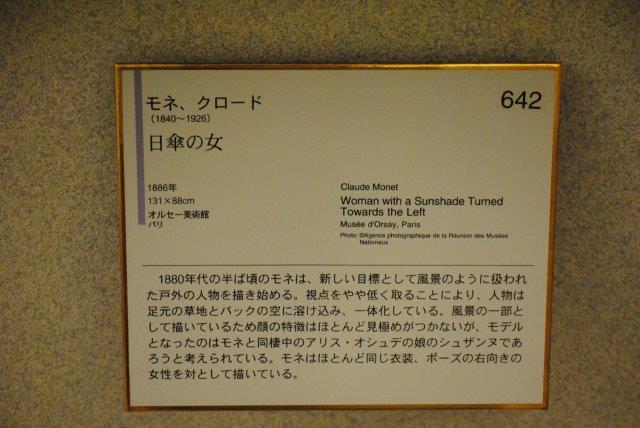 モネ、クロード
（1840〜1926）
642
日傘の女
1886年
131×88cm
オルセー美術館
パリ
Claude Monet
Woman with a Sunshade Turned
Towards the Left
Musée d'Orsay, Paris
Photo: ©Agence photographique de la Réunion des Musées
Nationaux
1880年代の半ば頃のモネは、新しい目標として風景のように扱われ
た戸外の人物を描き始める。視点をやや低く取ることにより、人物は
足元の草地とバックの空に溶け込み、一体化している。風景の一部と
して描いているため顔の特徴はほとんど見極めがつかないが、モデル
となったのはモネと同棲中のアリス・オシュデの娘のシュザンヌであ
ろうと考えられている。モネはほとんど同じ衣装、ポーズの右向きの
女性を対として描いている。